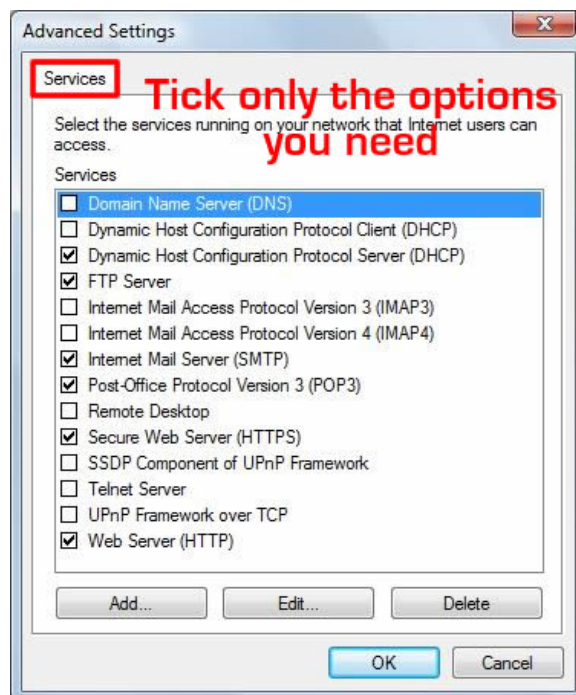 Advanced Settings
Services
Tick only the options
you need
Select the services running on your network that Internet users can
access.
Services
Domain Name Server (DNS)
Dynamic Host Configuration Protocol Client (DHCP)
Dynamic Host Configuration Protocol Server (DHCP)
FTP Server
Internet Mail Access Protocol Version 3 (IMAP3)
Internet Mail Access Protocol Version 4 (IMAP4)
Internet Mail Server (SMTP)
Post-Office Protocol Version 3 (POP3)
Remote Desktop
Secure Web Server (HTTPS)
SSDP Component of UPnP Framework
Telnet Server
UPnP Framework over TCP
Web Server (HTTP)
Add... Edit... Delete
OK Cancel